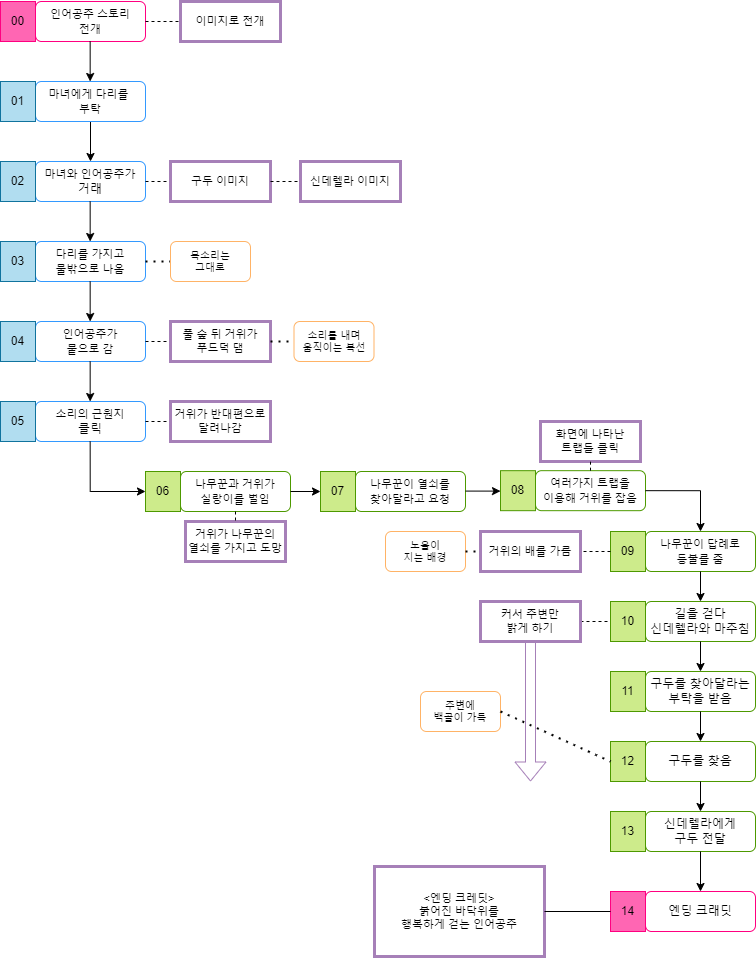 00
인어공주 스토리
전개
이미지로 전개
01
마녀에게 다리를
부탁
02
마녀와 인어공주가
거래
구두 이미지
신데렐라 이미지
03
다리를 가지고
물밖으로 나옴
목소리는
그대로
04
인어공주가
뭍으로 감
풀 숲 뒤 거위가
푸드덕 댐
소리를 내며
움직이는 복선
05
소리의 근원지
클릭
거위가 반대편으로
달려나감
화면에 나타난
트랩들 클릭
06
나무꾼과 거위가
실랑이를 벌임
07
나무꾼이 열쇠를
찾아달라고 요청
08
여러가지 트랩을
이용해 거위를 잡음
거위가 나무꾼의
열쇠를 가지고 도망
노을이
지는 배경
거위의 배를 가름
09
나무꾼이 답례로
등불를 줌
커서 주변만
밝게 하기
10
길을 걷다
신데렐라와 마주침
11
구두를 찾아달라는
부탁을 받음
주변에
백골이 가득
12
구두를 찾음
13
신데렐라에게
구두 전달
<엔딩 크레딧>
붉어진 바닥위를
행복하게 걷는 인어공주
14
엔딩 크래딧